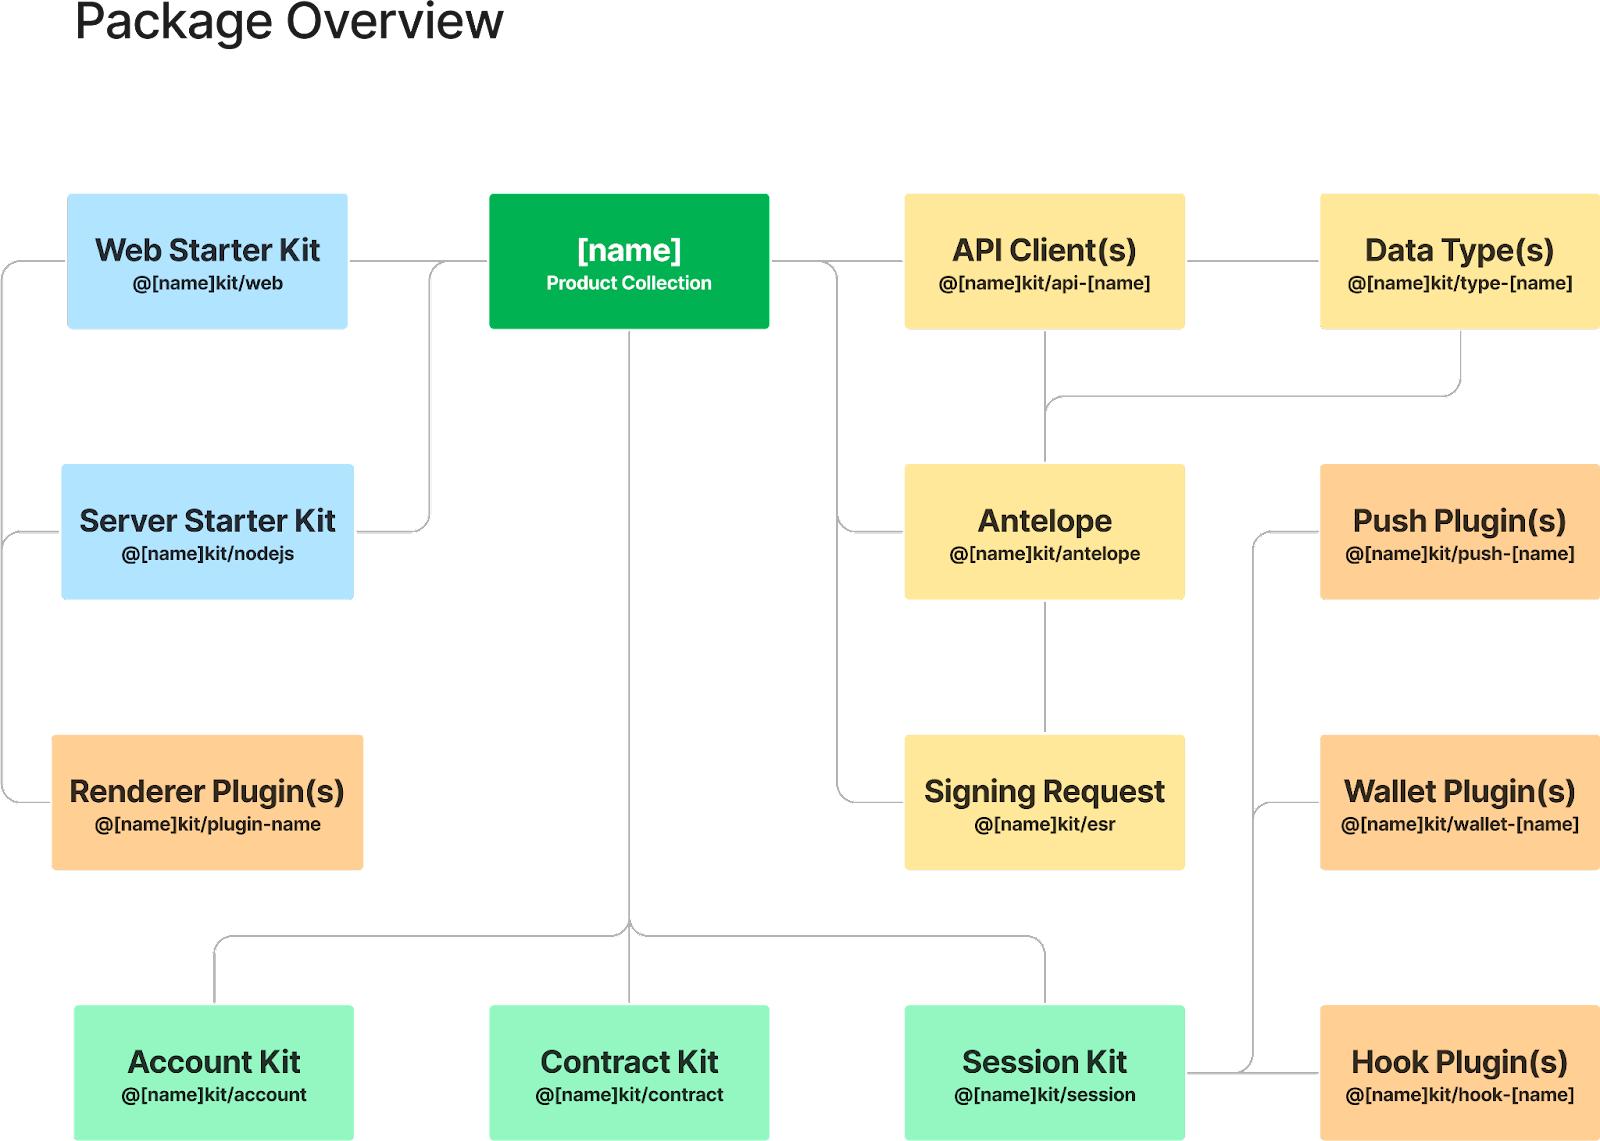 Package Overview
Web Starter Kit
@[name]kit/web
[name]
Product Collection
API Client(s)
@[name]kit/api-[name]
Data Type(s)
@[name]kit/type-[name]
Server Starter Kit
@[name]kit/nodejs
Antelope
@[name]kit/antelope
Push Plugin(s)
@[name]kit/push-[name]
Renderer Plugin(s)
@[name]kit/plugin-name
Signing Request
@[name]kit/esr
Wallet Plugin(s)
@[name]kit/wallet-[name]
Account Kit
@[name]kit/account
Contract Kit
@[name]kit/contract
Session Kit
@[name]kit/session
Hook Plugin(s)
@[name]kit/hook-[name]